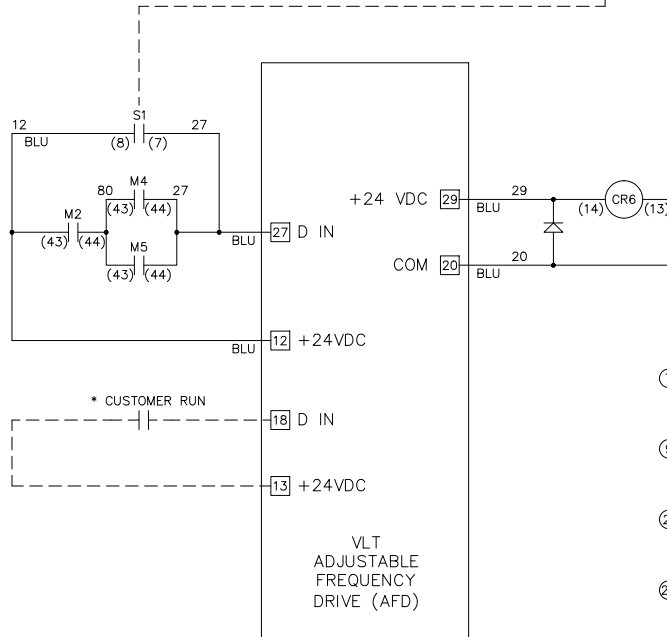 S1
12
27
BLU
(8)
(7)
80
M4
27
(43)
(44)
M2
(43)
(44)
M5
(43)
(44)
BLU
27
D IN
+24 VDC
29
29
BLU
(14)
CR6
(13)
COM
20
20
BLU
BLU
12
+24VDC
* CUSTOMER RUN
18
D IN
13
+24VDC
VLT
ADJUSTABLE
FREQUENCY
DRIVE (AFD)